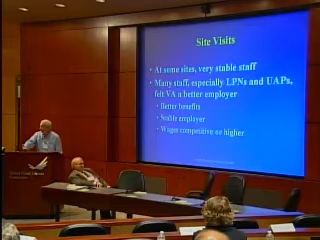 Site Visits
• At some sites, very stable staff
• Many staff, especially LPNs and UAPs,
felt VA a better employer
• Better benefits
• Stable employer
• Wages competitive or higher